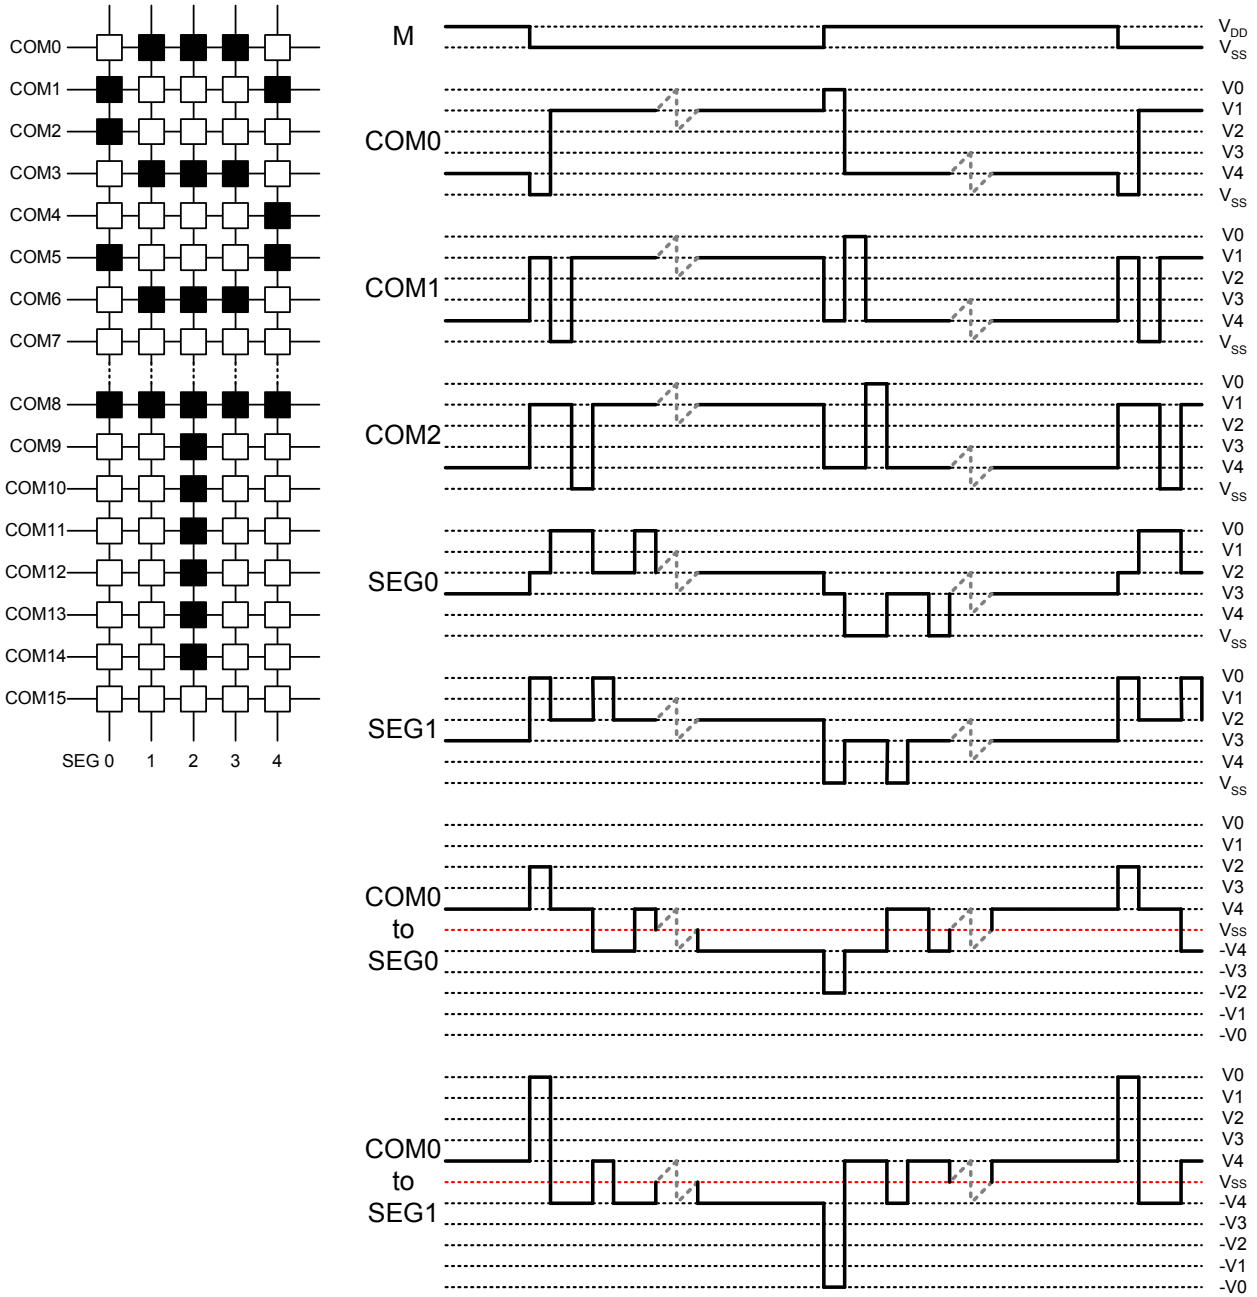 COM0
COM1
COM2
COM3
COM4
COM5
COM6
COM7
COM8
COM9
COM10
COM11
COM12
COM13
COM14
COM15
SEG 0 1 2 3 4
M
VDD
VSS
COM0
V0
V1
V2
V3
V4
VSS
COM1
V0
V1
V2
V3
V4
VSS
COM2
V0
V1
V2
V3
V4
VSS
SEG0
V0
V1
V2
V3
V4
VSS
SEG1
V0
V1
V2
V3
V4
VSS
COM0
to
SEG0
V0
V1
V2
V3
V4
VSS
-V4
-V3
-V2
-V1
-V0
COM0
to
SEG1
V0
V1
V2
V3
V4
VSS
-V4
-V3
-V2
-V1
-V0